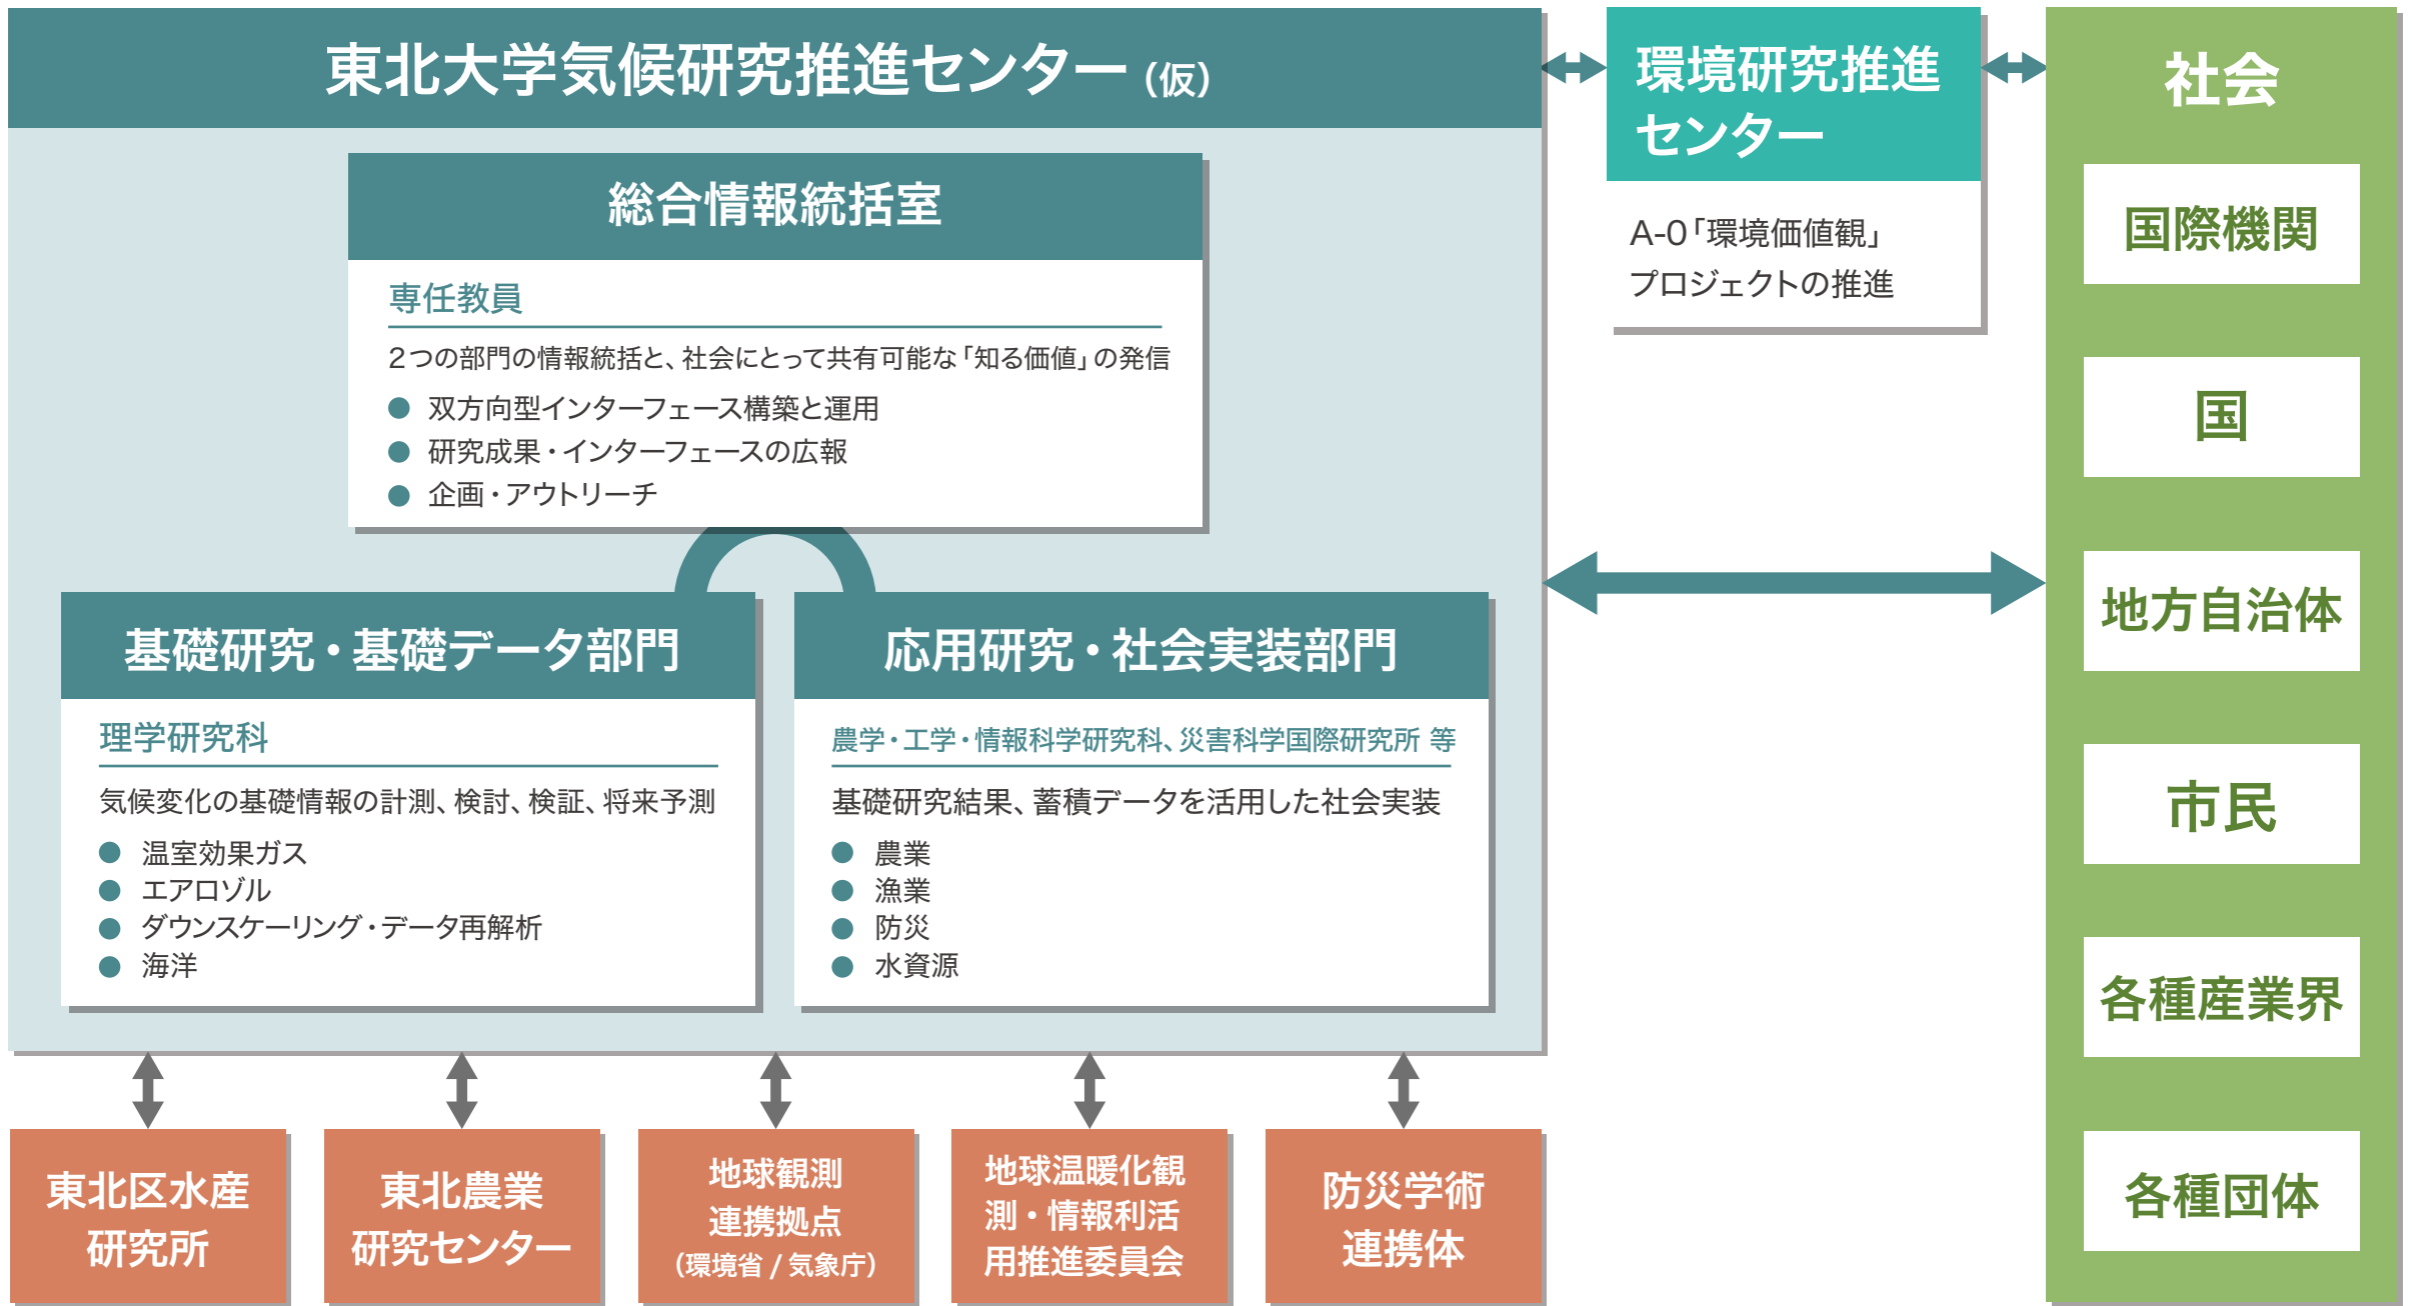 東北大学気候研究推進センター（仮）
総合情報統括室
専任教員
2つの部門の情報統括と、社会にとって共有可能な「知る価値」の発信
● 双方向型インターフェース構築と運用
● 研究成果・インターフェースの広報
● 企画・アウトリーチ
基礎研究・基礎データ部門
理学研究科
気候変化の基礎情報の計測、検討、検証、将来予測
● 温室効果ガス
● エアロゾル
● ダウンスケーリング・データ再解析
● 海洋
応用研究・社会実装部門
農学・工学・情報科学研究科、災害科学国際研究所 等
基礎研究結果、蓄積データを活用した社会実装
● 農業
● 漁業
● 防災
● 水資源
環境研究推進
センター
A-0「環境価値観」
プロジェクトの推進
社会
国際機関
国
地方自治体
市民
各種産業界
各種団体
東北区水産
研究所
東北農業
研究センター
地球観測
連携拠点
（環境省 / 気象庁）
地球温暖化観
測・情報利活
用推進委員会
防災学術
連携体